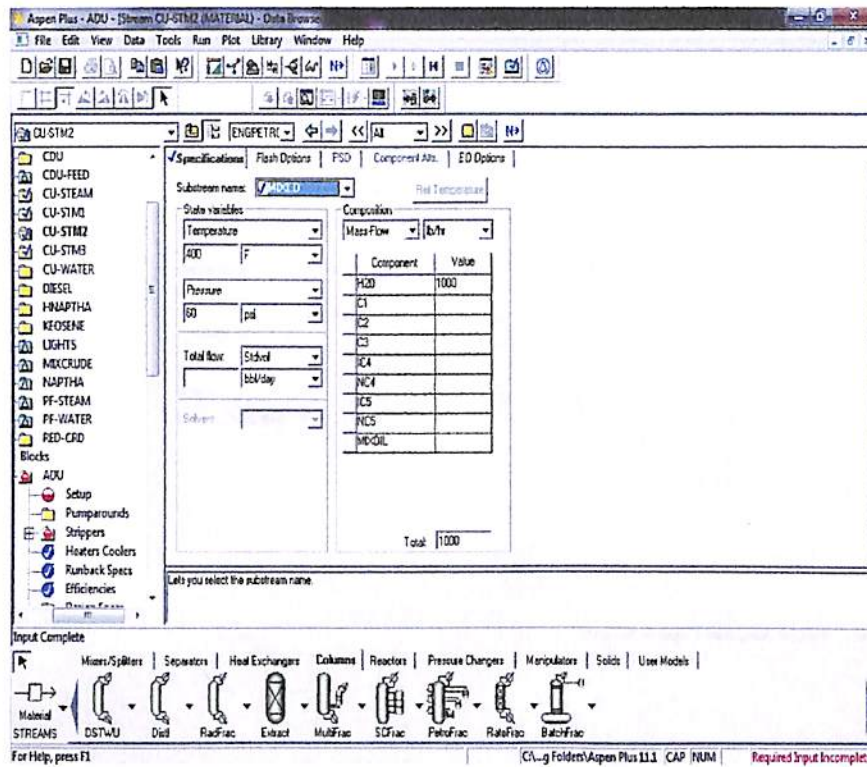 Aspen Plus - ADU - [Stream CU-STM2 (MATERIAL) - Data Browse
File Edit View Data Tools Run Plot Library Window Help
N>
CU-STM2 ENGPETRC << All >> N>
CDU
CDU-FEED
CU-STEAM
CU-STM1
CU-STM2
CU-STM3
CU-WATER
DIESEL
HNAPTHA
KEOSENE
LIGHTS
MIXCRUDE
NAPTHA
PF-STEAM
PF-WATER
RED-CRD
Blocks
ADU
Setup
Pumparounds
Strippers
Heaters Coolers
Runback Specs
Efficiencies
Specifications Flash Options PSD Component Attr. EO Options
Substream name: MIXED Ref Temperature
State variables
Temperature
400 F
Pressure
60 psi
Total flow: Stdvol
bbl/day
Solvent:
Composition
Mass-Flow lb/hr
Component Value
H2O 1000
C1
C2
C3
IC4
NC4
IC5
NC5
MIXOIL
Total: 1000
Lets you select the substream name.
Input Complete
Mixers/Splitters Separators Heat Exchangers Columns Reactors Pressure Changers Manipulators Solids User Models
Material
STREAMS DSTWU Distl RadFrac Extract MultiFrac SCFrac PetroFrac RateFrac BatchFrac
For Help, press F1 C:\...g Folders\Aspen Plus 11.1 CAP NUM Required Input Incomplet